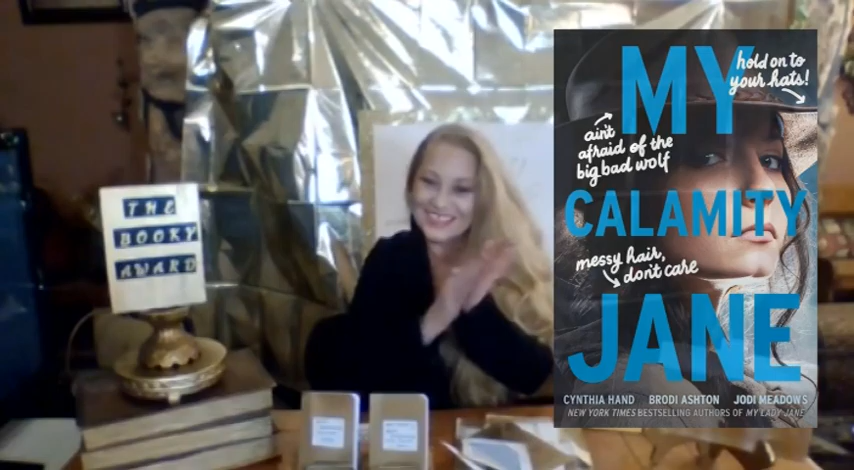 THE
BOOKY
AWARD
MY
hold on to
your hats!
ain't
afraid of the
big bad wolf
CALAMITY
messy hair,
don't care
JANE
CYNTHIA HAND BRODI ASHTON JODI MEADOWS
NEW YORK TIMES BESTSELLING AUTHORS OF MY LADY JANE